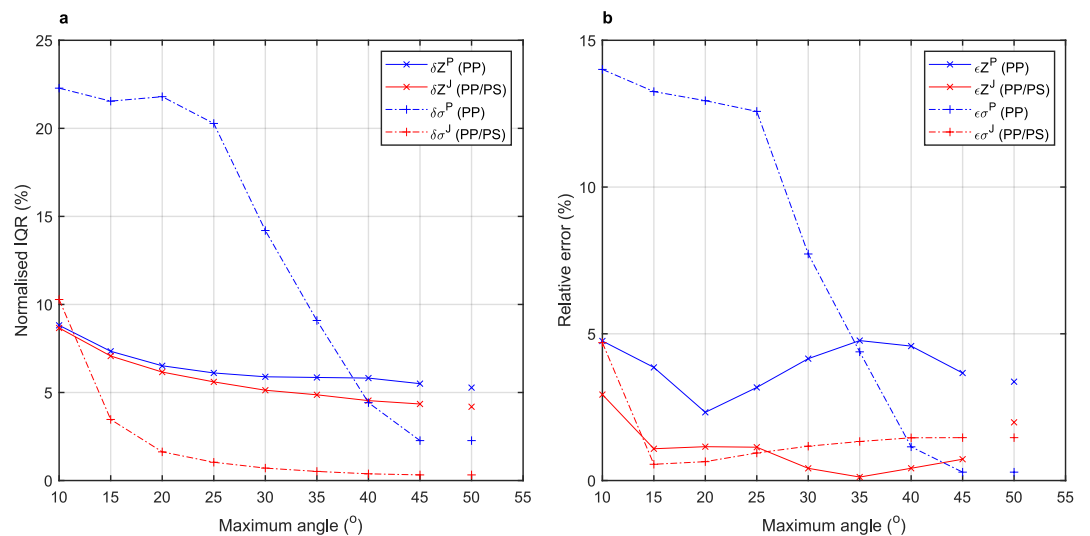 a
25
20
15
10
5
0
Normalised IQR (%)
δZ^P (PP)
δZ^J (PP/PS)
δσ^P (PP)
δσ^J (PP/PS)
10 15 20 25 30 35 40 45 50 55
Maximum angle (^o)
b
15
10
5
0
Relative error (%)
ϵZ^P (PP)
ϵZ^J (PP/PS)
ϵσ^P (PP)
ϵσ^J (PP/PS)
10 15 20 25 30 35 40 45 50 55
Maximum angle (^o)